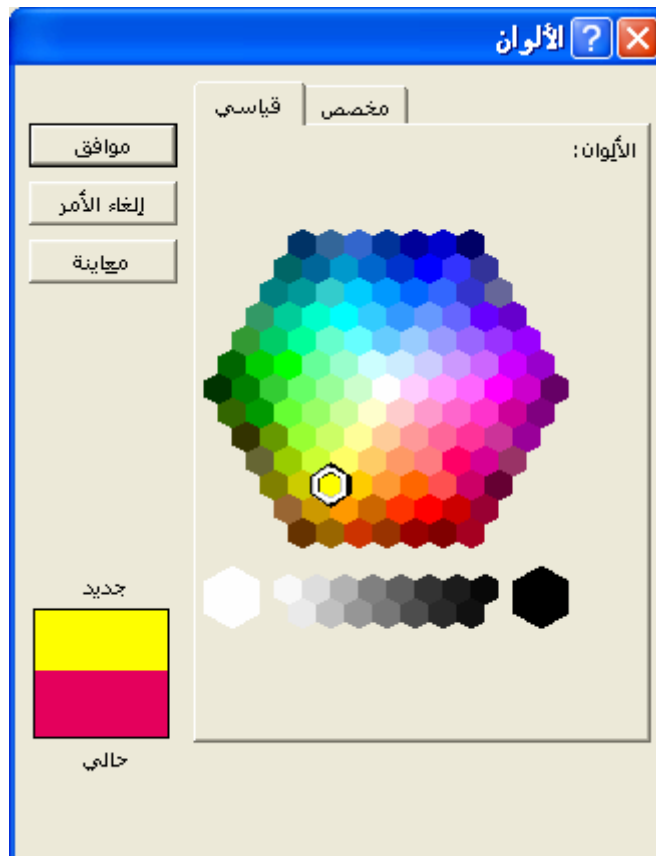 الألوان
قياسي
مخصص
الألوان:
موافق
إلغاء الأمر
معاينة
جديد
حالي